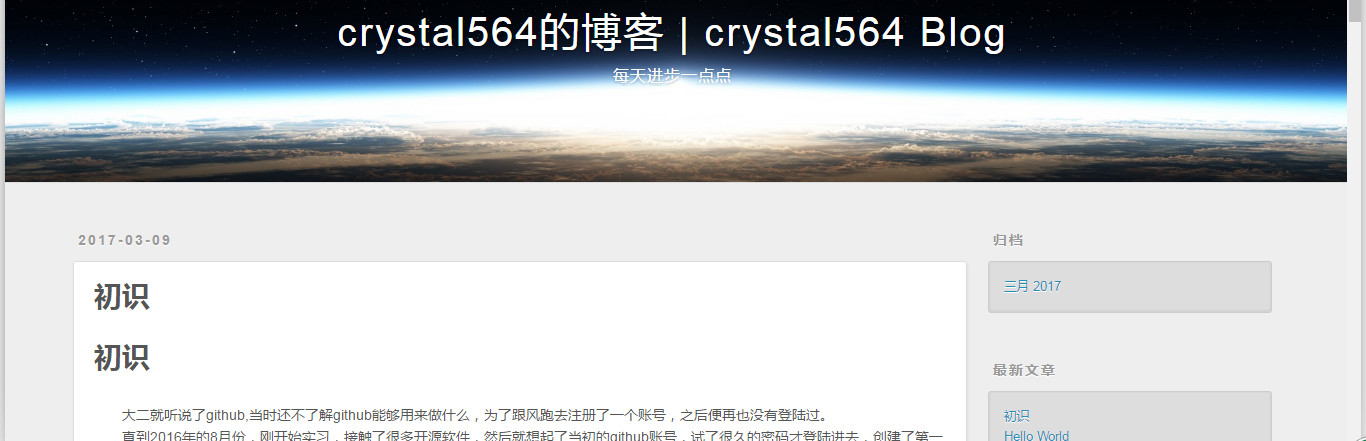 crystal564的博客 | crystal564 Blog
每天进步一点点
2017-03-09
初识
初识
大二就听说了github,当时还不了解github能够用来做什么，为了跟风跑去注册了一个账号，之后便再也没有登陆过。
直到2016年的8月份，刚开始实习，接触了很多开源软件，然后就想起了当初的github账号，试了很久的密码才登陆进去，创建了第一
归档
三月 2017
最新文章
初识
Hello World